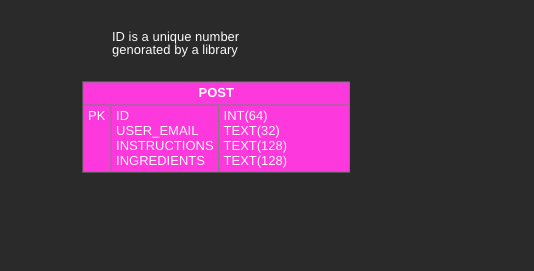 ID is a unique number
genorated by a library
POST
PK ID INT(64)
USER_EMAIL TEXT(32)
INSTRUCTIONS TEXT(128)
INGREDIENTS TEXT(128)